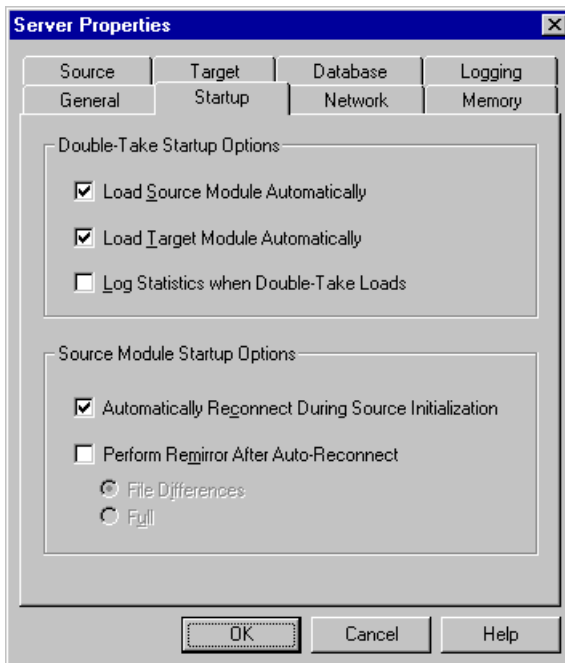 Server Properties
Source Target Database Logging
General Startup Network Memory
Double-Take Startup Options
Load Source Module Automatically
Load Target Module Automatically
Log Statistics when Double-Take Loads
Source Module Startup Options
Automatically Reconnect During Source Initialization
Perform Remirror After Auto-Reconnect
File Differences
Full
OK Cancel Help